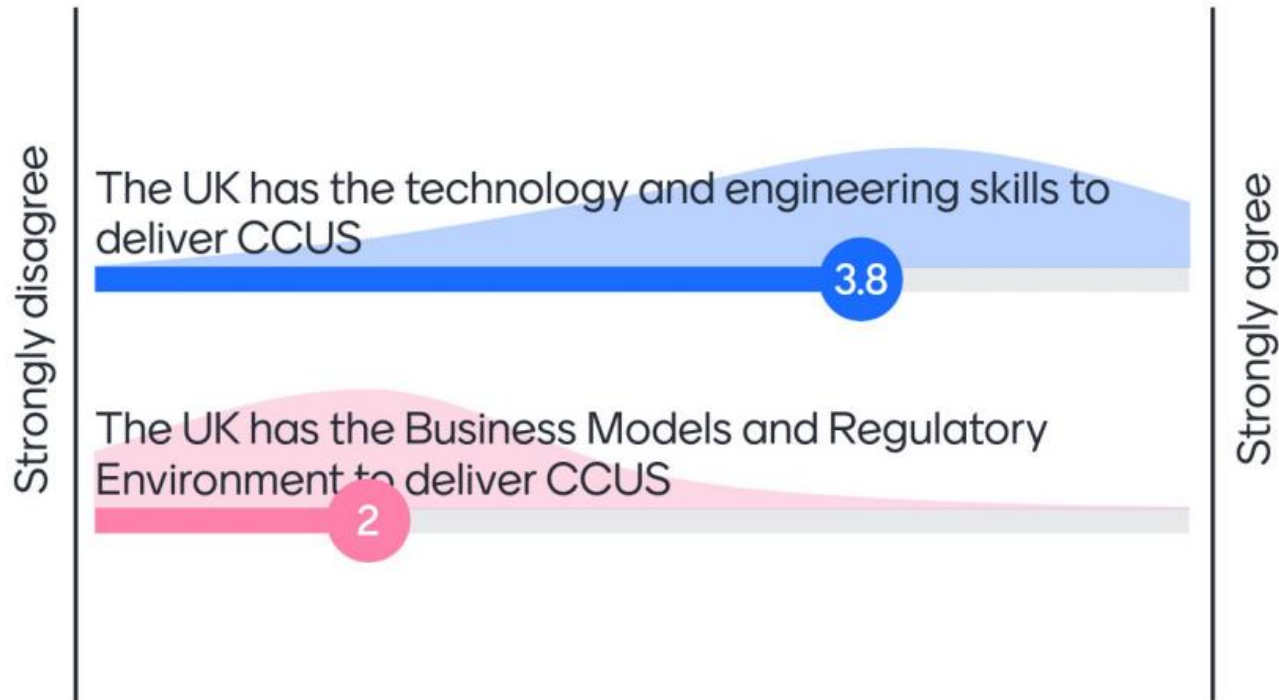 Strongly disagree
The UK has the technology and engineering skills to
deliver CCUS
3.8
The UK has the Business Models and Regulatory
Environment to deliver CCUS
2
Strongly agree